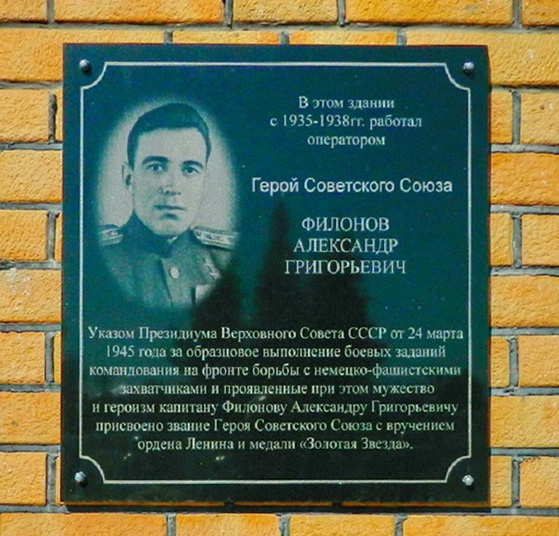 В этом здании
с 1935-1938гг. работал
оператором
Герой Советского Союза
ФИЛОНОВ
АЛЕКСАНДР
ГРИГОРЬЕВИЧ
Указом Президиума Верховного Совета СССР от 24 марта
1945 года за образцовое выполнение боевых заданий
командования на фронте борьбы с немецко-фашистскими
захватчиками и проявленные при этом мужество
и героизм капитану Филонову Александру Григорьевичу
присвоено звание Героя Советского Союза с вручением
ордена Ленина и медали «Золотая Звезда».